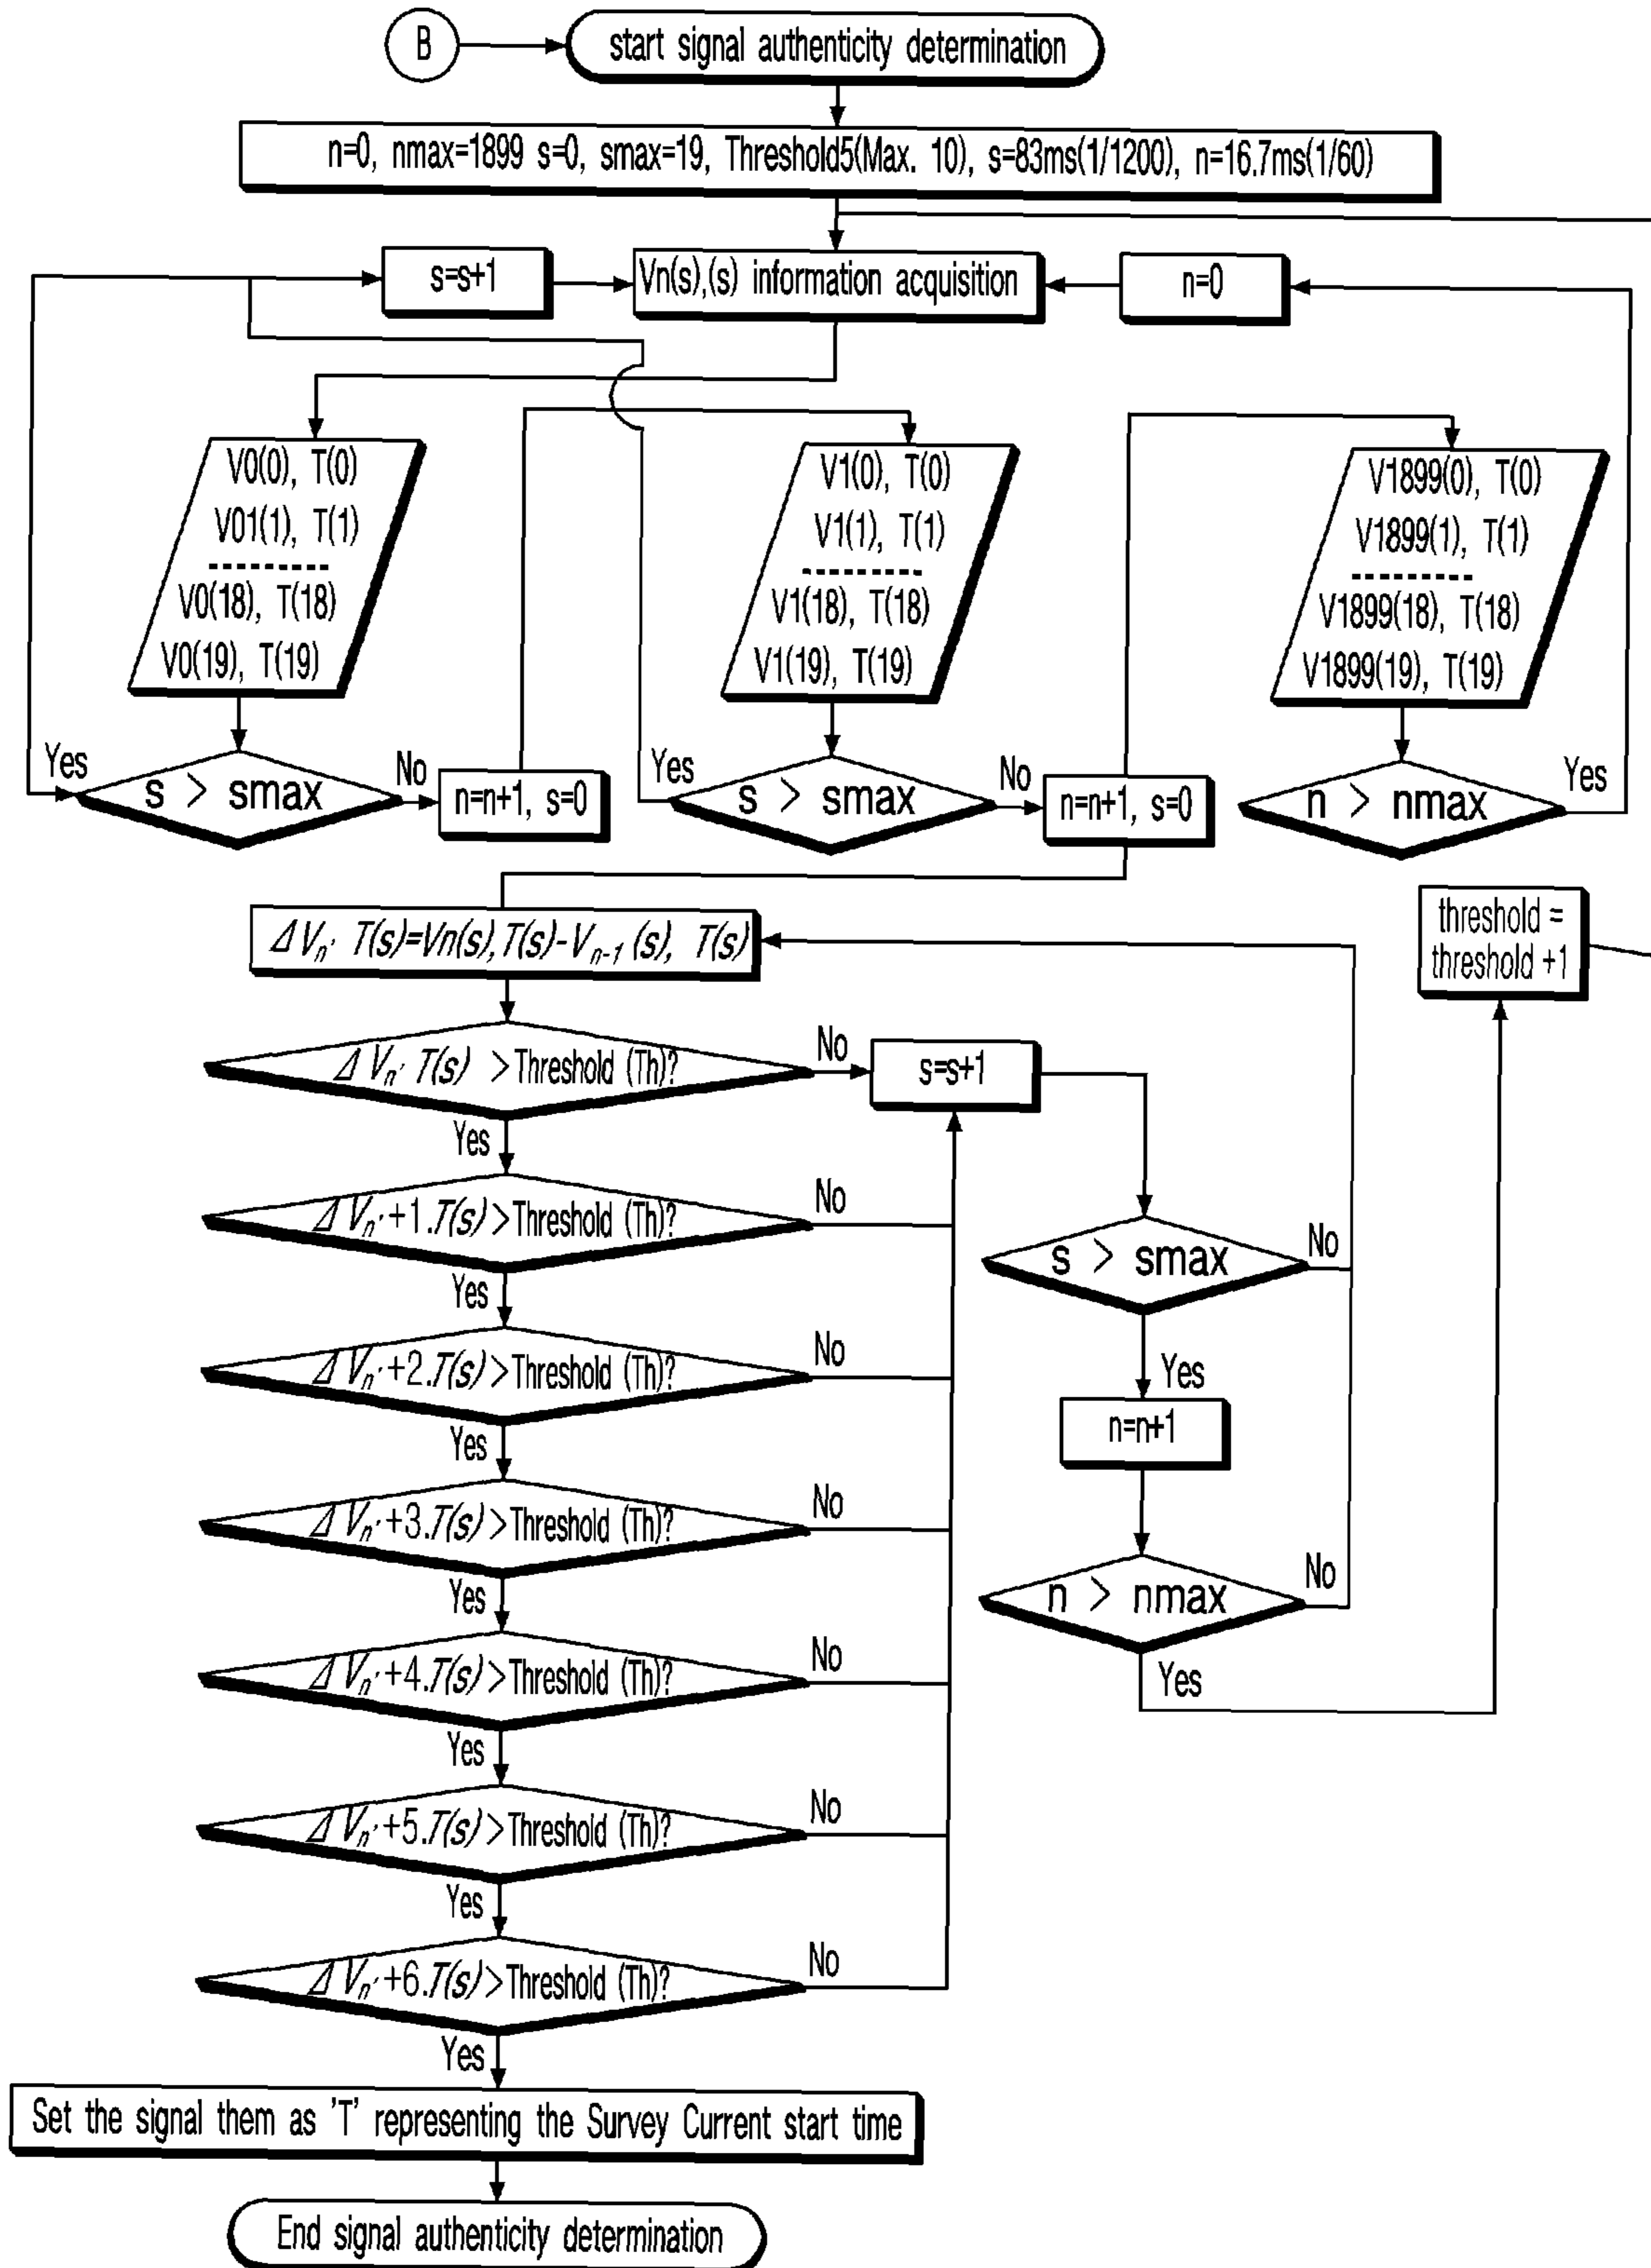 B
start signal authenticity determination
n=0, nmax=1899 s=0, smax=19, Threshold5(Max. 10), s=83ms(1/1200), n=16.7ms(1/60)
s=s+1
Vn(s),(s) information acquisition
n=0
V0(0), T(0)
V01(1), T(1)
V0(18), T(18)
V0(19), T(19)
V1(0), T(0)
V1(1), T(1)
V1(18), T(18)
V1(19), T(19)
V1899(0), T(0)
V1899(1), T(1)
V1899(18), T(18)
V1899(19), T(19)
Yes
s > smax
No
n=n+1, s=0
Yes
s > smax
No
n=n+1, s=0
n > nmax
Yes
ΔVn' T(s)=Vn(s),T(s)-Vn-1(s), T(s)
threshold =
threshold +1
ΔVn' T(s) >Threshold (Th)?
No
s=s+1
Yes
ΔVn'+1.T(s)>Threshold (Th)?
No
s > smax
No
Yes
ΔVn'+2.T(s)>Threshold (Th)?
No
Yes
n=n+1
Yes
ΔVn'+3.T(s)>Threshold (Th)?
No
n > nmax
No
Yes
Yes
ΔVn'+4.T(s)>Threshold (Th)?
No
Yes
ΔVn'+5.T(s)>Threshold (Th)?
No
Yes
ΔVn'+6.T(s)>Threshold (Th)?
No
Yes
Set the signal them as 'T' representing the Survey Current start time
End signal authenticity determination